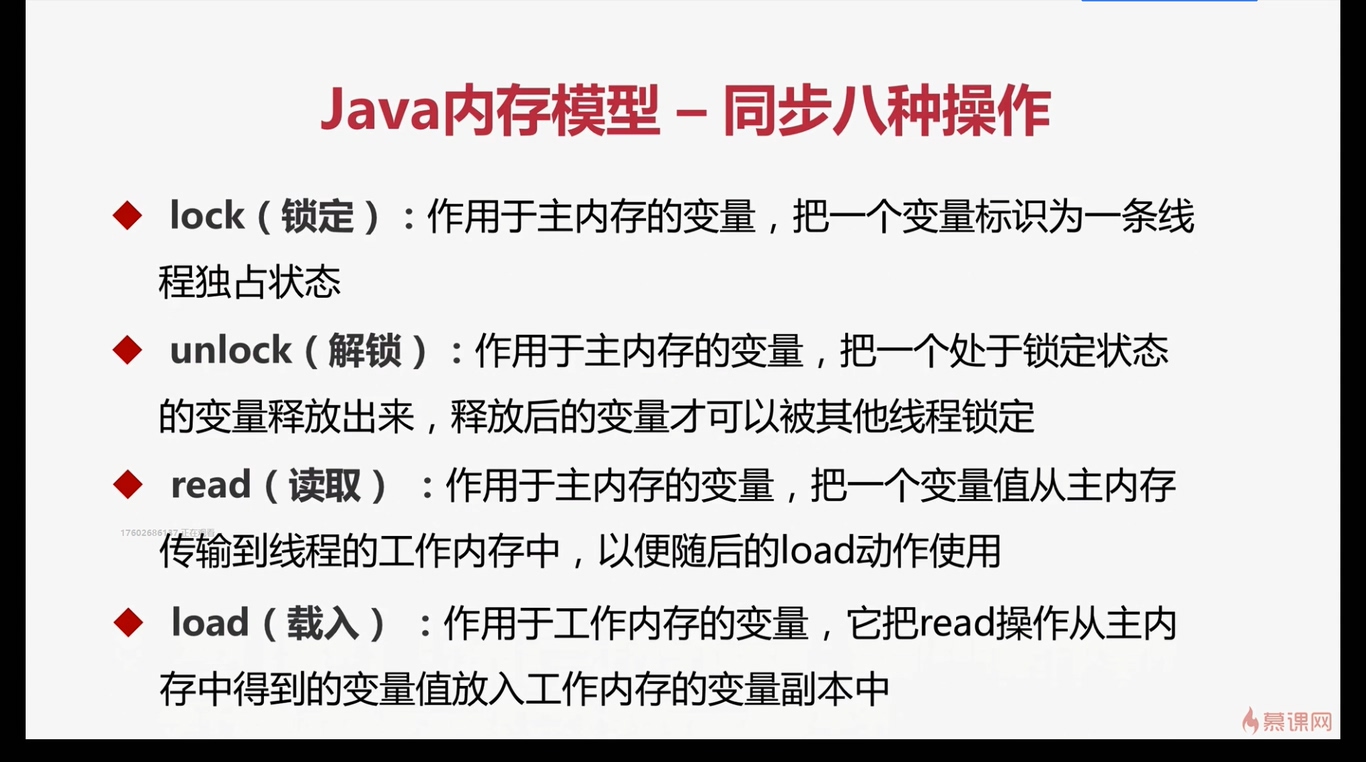 Java内存模型 – 同步八种操作
lock（锁定）：作用于主内存的变量，把一个变量标识为一条线
程独占状态
unlock（解锁）：作用于主内存的变量，把一个处于锁定状态
的变量释放出来，释放后的变量才可以被其他线程锁定
read（读取）：作用于主内存的变量，把一个变量值从主内存
传输到线程的工作内存中，以便随后的load动作使用
load（载入）：作用于工作内存的变量，它把read操作从主内
存中得到的变量值放入工作内存的变量副本中
慕课网